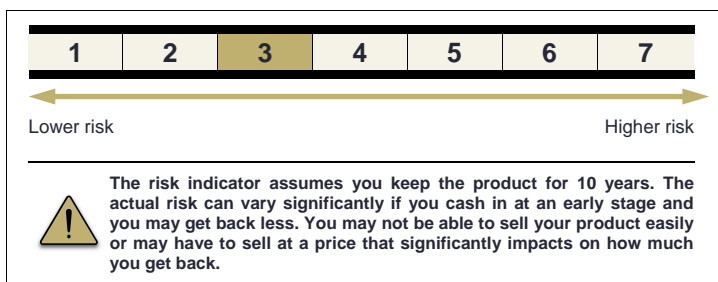 1 2 3 4 5 6 7
Lower risk Higher risk
The risk indicator assumes you keep the product for 10 years. The
actual risk can vary significantly if you cash in at an early stage and
you may get back less. You may not be able to sell your product easily
or may have to sell at a price that significantly impacts on how much
you get back.